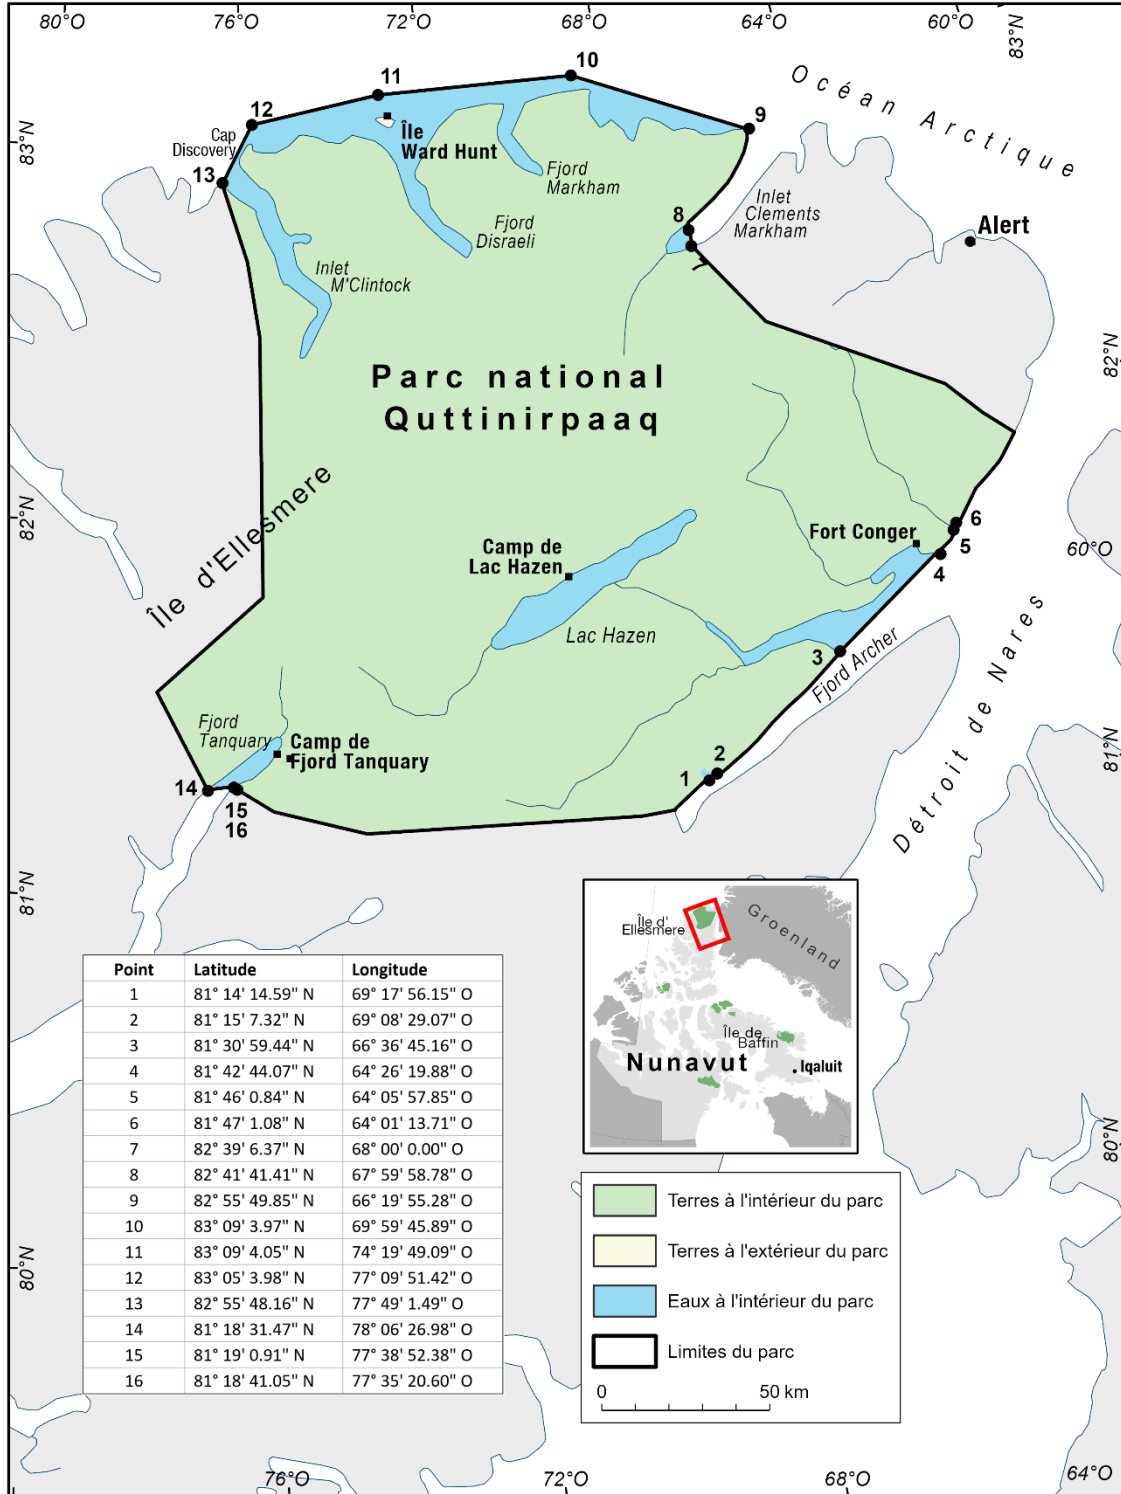 80°O
76°O
72°O
68°O
64°O
60°O
83°N
10
11
12
9
Océan Arctique
Cap
Discovery
Île
Ward Hunt
83°N
13
Fjord
Markham
Inlet
Clements
Markham
8
Fjord
Disraeli
Alert
7
Inlet
M'Clintock
82°N
Parc national
Quttinirpaaq
Île d'Ellesmere
82°N
6
Fort Conger
5
60°O
Camp de
Lac Hazen
4
Lac Hazen
3
Fjord Archer
Détroit de Nares
Fjord
Tanquary
Camp de
Fjord Tanquary
2
1
81°N
14
15
16
81°N
Île d'
Ellesmere
Groenland
Île de
Baffin
Nunavut
Iqaluit
Point Latitude Longitude
1 81° 14' 14.59" N 69° 17' 56.15" O
2 81° 15' 7.32" N 69° 08' 29.07" O
3 81° 30' 59.44" N 66° 36' 45.16" O
4 81° 42' 44.07" N 64° 26' 19.88" O
5 81° 46' 0.84" N 64° 05' 57.85" O
6 81° 47' 1.08" N 64° 01' 13.71" O
7 82° 39' 6.37" N 68° 00' 0.00" O
8 82° 41' 41.41" N 67° 59' 58.78" O
9 82° 55' 49.85" N 66° 19' 55.28" O
10 83° 09' 3.97" N 69° 59' 45.89" O
11 83° 09' 4.05" N 74° 19' 49.09" O
12 83° 05' 3.98" N 77° 09' 51.42" O
13 82° 55' 48.16" N 77° 49' 1.49" O
14 81° 18' 31.47" N 78° 06' 26.98" O
15 81° 19' 0.91" N 77° 38' 52.38" O
16 81° 18' 41.05" N 77° 35' 20.60" O
80°N
80°N
Terres à l'intérieur du parc
Terres à l'extérieur du parc
Eaux à l'intérieur du parc
Limites du parc
0 50 km
76°O
72°O
68°O
64°O